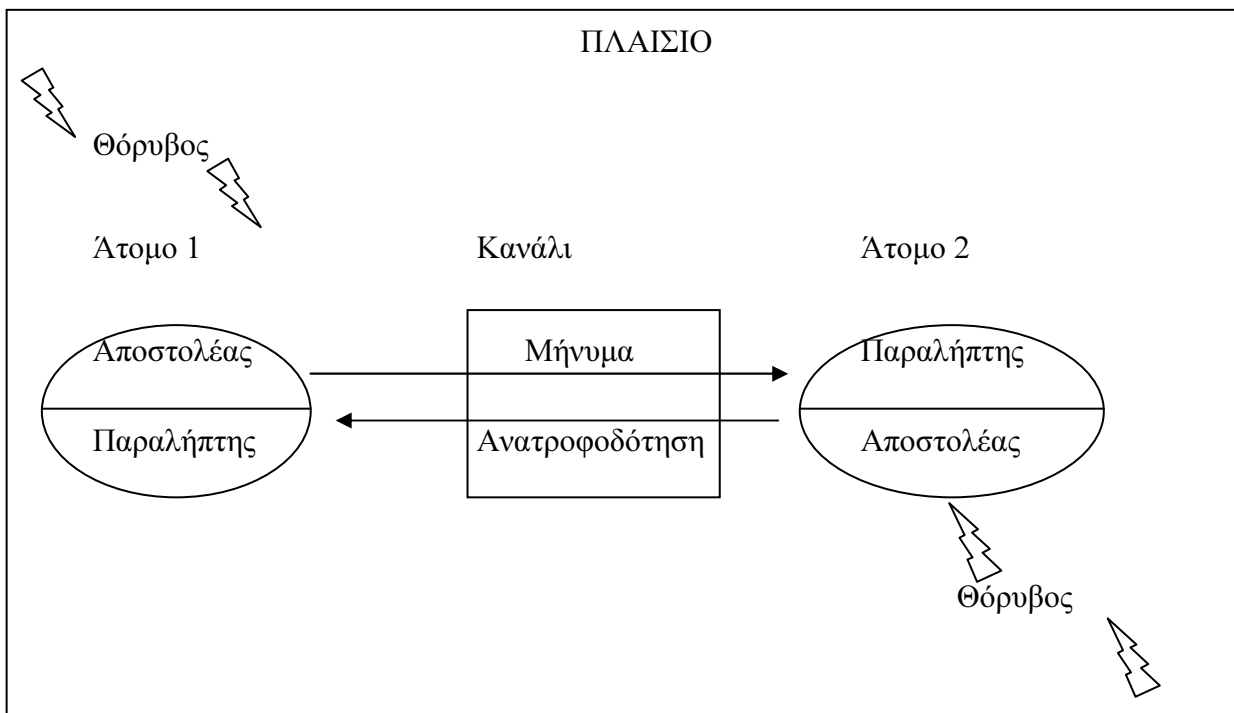 ΠΛΑΙΣΙΟ
Θόρυβος
Άτομο 1 Κανάλι Άτομο 2
Αποστολέας Μήνυμα Παραλήπτης
Παραλήπτης Ανατροφοδότηση Αποστολέας
Θόρυβος